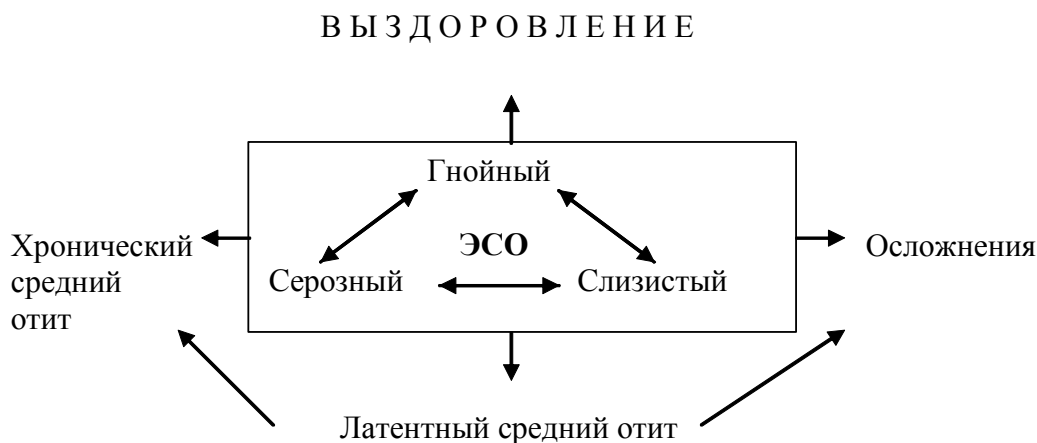 В Ы З Д О Р О В Л Е Н И Е
Гнойный
ЭСО
Серозный
Слизистый
Хронический
средний
отит
Осложнения
Латентный средний отит